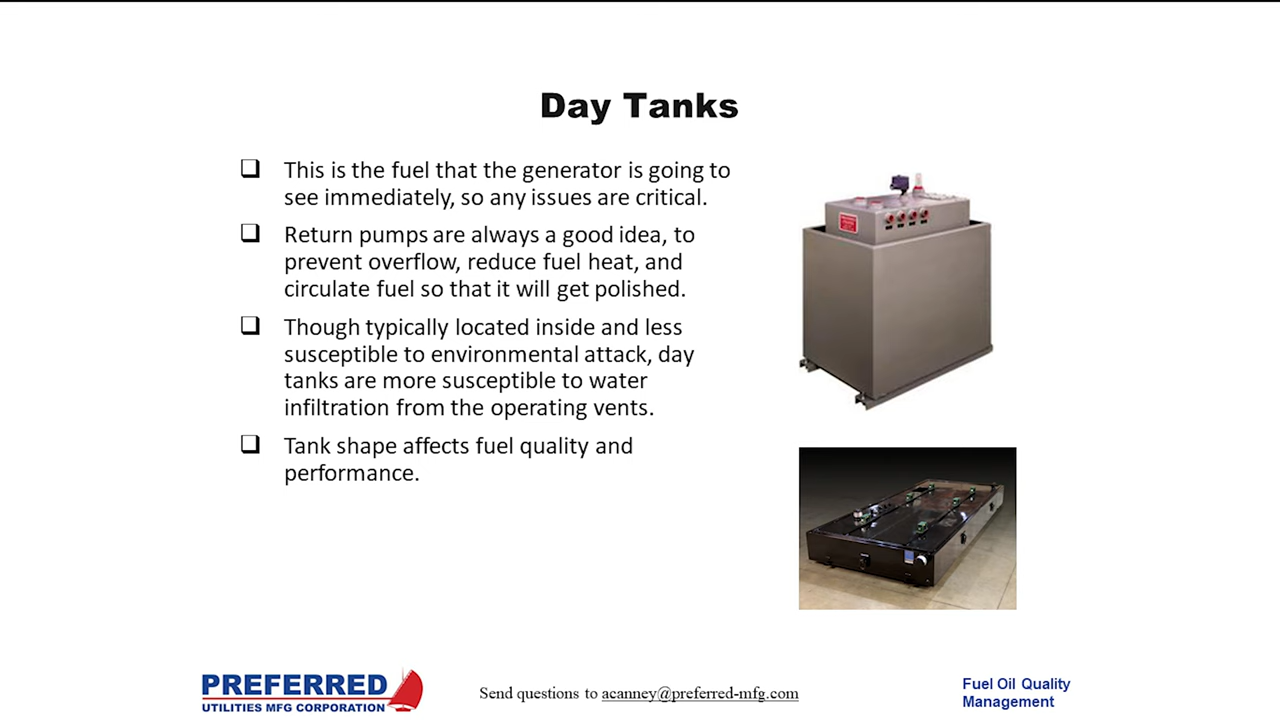 Day Tanks
This is the fuel that the generator is going to
see immediately, so any issues are critical.
Return pumps are always a good idea, to
prevent overflow, reduce fuel heat, and
circulate fuel so that it will get polished.
Though typically located inside and less
susceptible to environmental attack, day
tanks are more susceptible to water
infiltration from the operating vents.
Tank shape affects fuel quality and
performance.
PREFERRED
UTILITIES MFG CORPORATION
Send questions to acanney@preferred-mfg.com
Fuel Oil Quality
Management